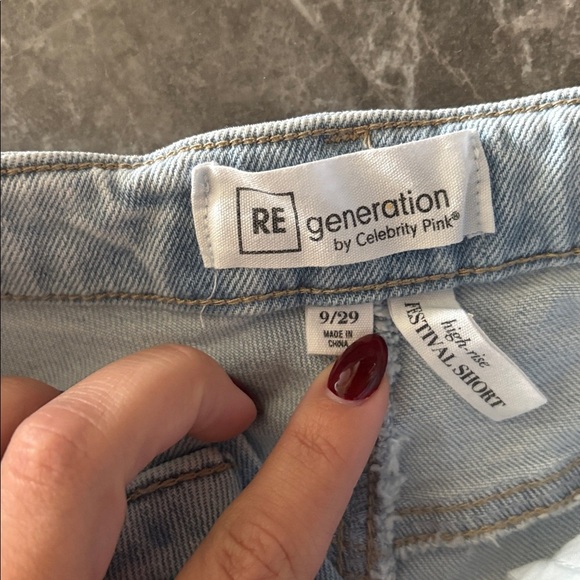 RE generation
by Celebrity Pink®
9/29
MADE IN
CHINA
high-rise
FESTIVAL SHORT